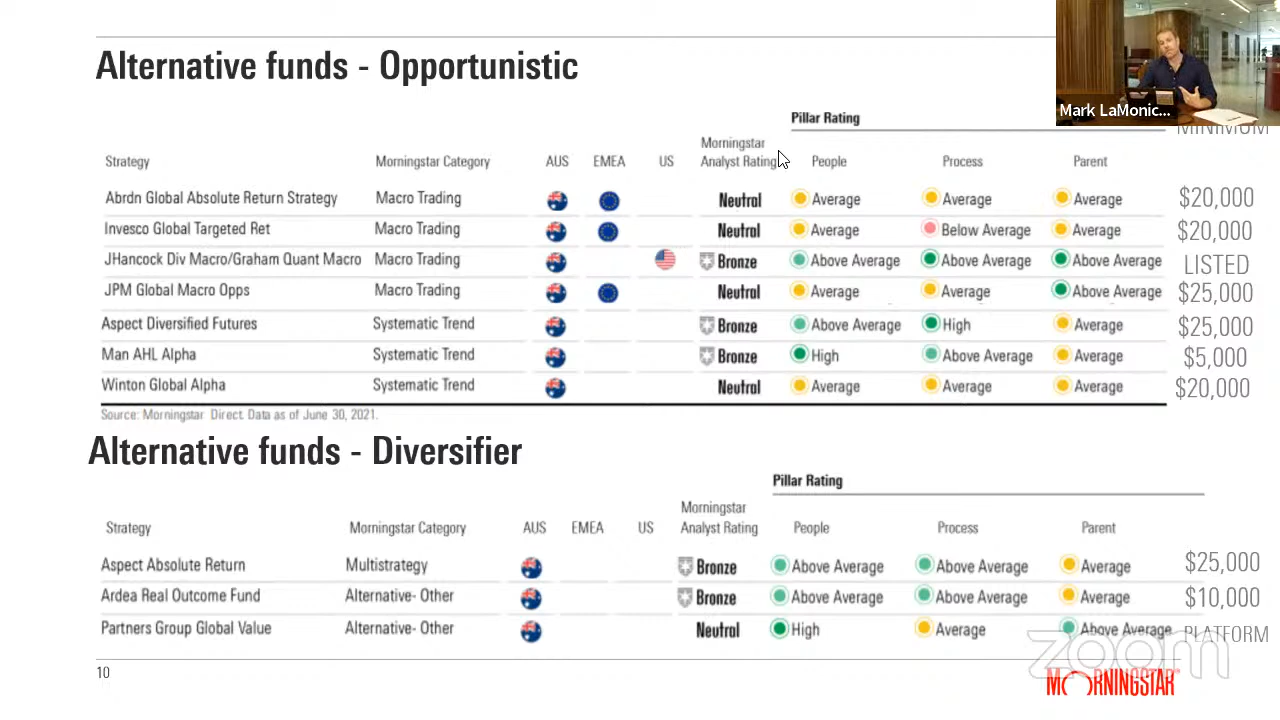 Alternative funds - Opportunistic
Mark LaMonic...
Pillar Rating
MINIMUM
Strategy Morningstar Category AUS EMEA US Morningstar Analyst Rating People Process Parent
Abrdn Global Absolute Return Strategy Macro Trading Neutral Average Average Average $20,000
Invesco Global Targeted Ret Macro Trading Neutral Average Below Average Average $20,000
JHancock Div Macro/Graham Quant Macro Macro Trading Bronze Above Average Above Average Above Average LISTED
JPM Global Macro Opps Macro Trading Neutral Average Average Above Average $25,000
Aspect Diversified Futures Systematic Trend Bronze Above Average High Average $25,000
Man AHL Alpha Systematic Trend Bronze High Above Average Average $5,000
Winton Global Alpha Systematic Trend Neutral Average Average Average $20,000
Source: Morningstar Direct. Data as of June 30, 2021.
Alternative funds - Diversifier
Pillar Rating
Strategy Morningstar Category AUS EMEA US Morningstar Analyst Rating People Process Parent
Aspect Absolute Return Multistrategy Bronze Above Average Above Average Average $25,000
Ardea Real Outcome Fund Alternative- Other Bronze Above Average Above Average Average $10,000
Partners Group Global Value Alternative- Other Neutral High Average Above Average PLATFORM
zoom
10
MORNINGSTAR